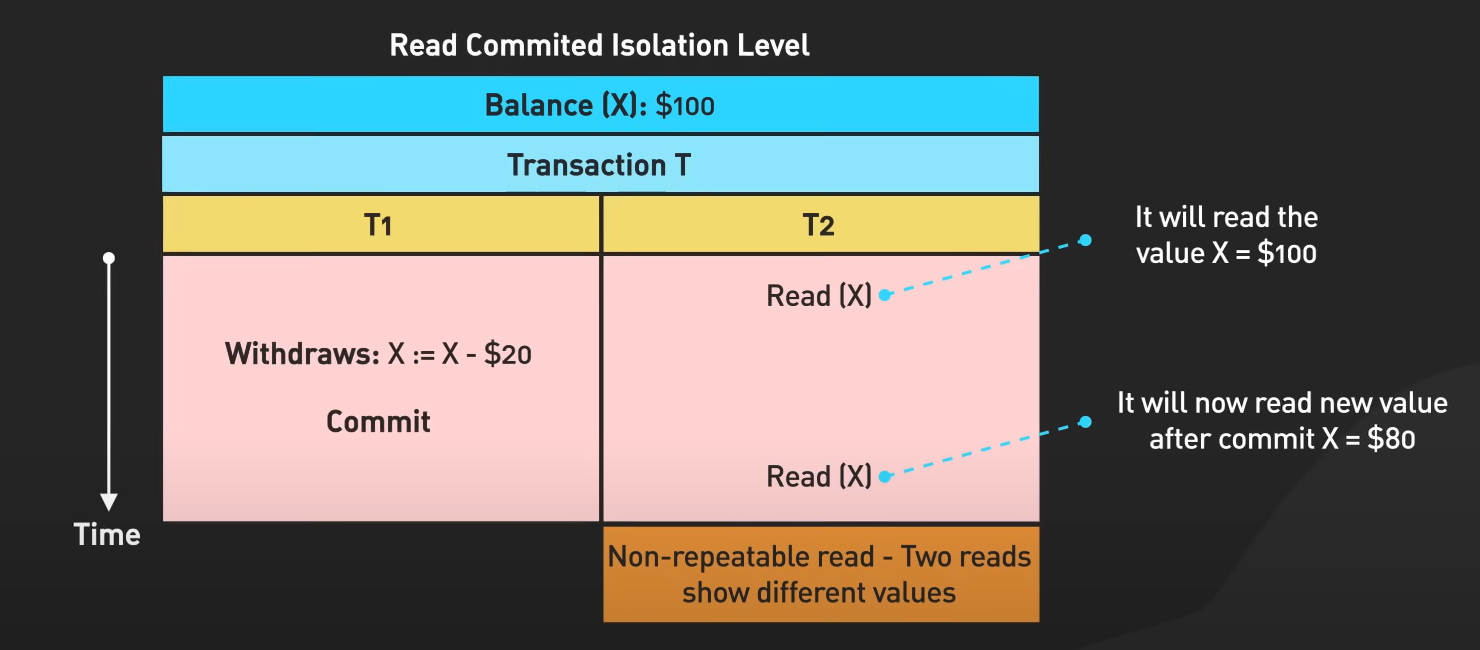 Read Commited Isolation Level
Balance (X): $100
Transaction T
T1
T2
It will read the
value X = $100
Read (X)
Withdraws: X := X - $20
Commit
It will now read new value
after commit X = $80
Read (X)
Time
Non-repeatable read - Two reads
show different values